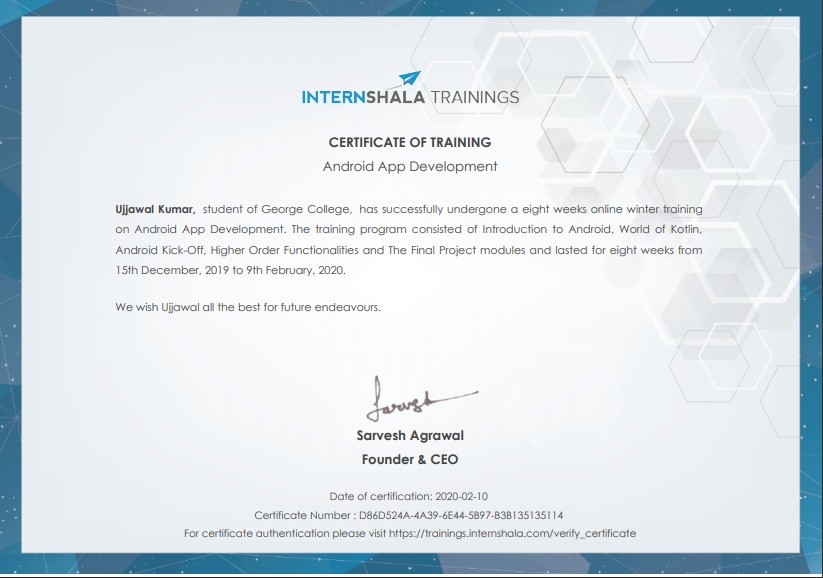 INTERNSHALA TRAININGS
CERTIFICATE OF TRAINING
Android App Development
Ujjawal Kumar, student of George College, has successfully undergone a eight weeks online winter training
on Android App Development. The training program consisted of Introduction to Android, World of Kotlin,
Android Kick-Off, Higher Order Functionalities and The Final Project modules and lasted for eight weeks from
15th December, 2019 to 9th February, 2020.
We wish Ujjawal all the best for future endeavours.
Sarvesh
Sarvesh Agrawal
Founder & CEO
Date of certification: 2020-02-10
Certificate Number : D86D524A-4A39-6E44-5B97-B3B135135114
For certificate authentication please visit https://trainings.internshala.com/verify_certificate